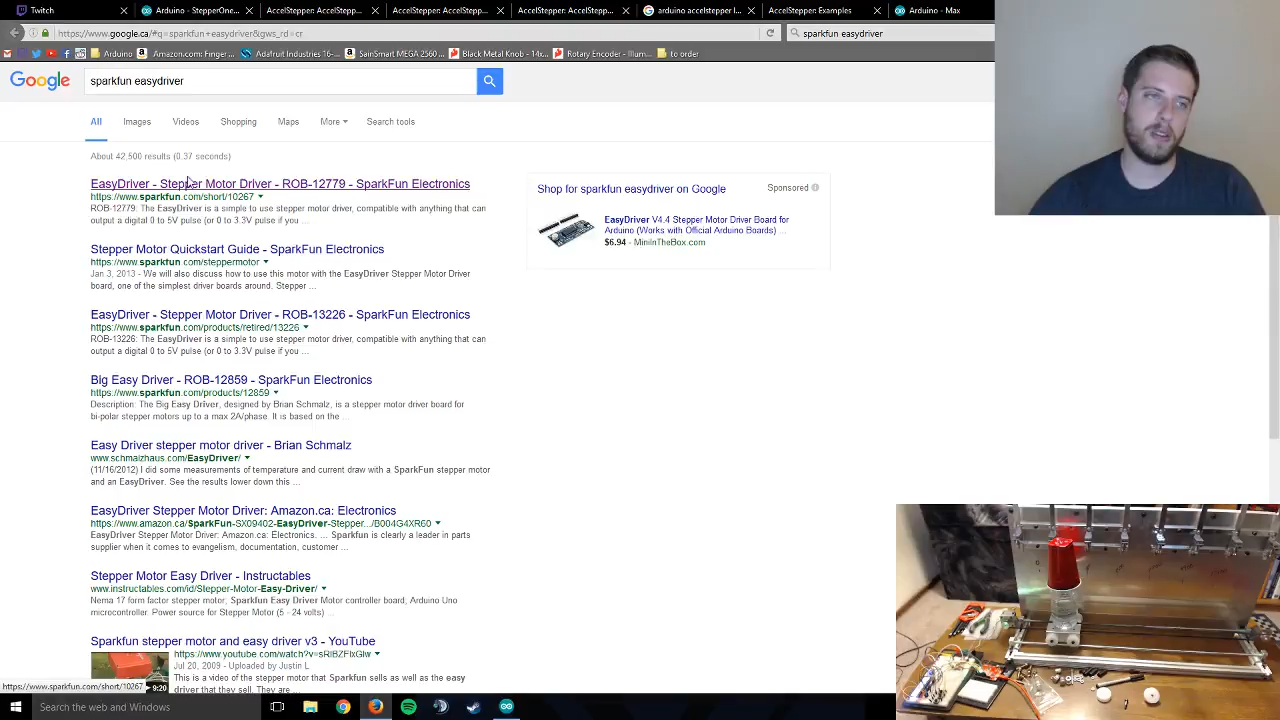 Twitch
Arduino - StepperOne...
AccelStepper: AccelStepp...
AccelStepper: AccelStepp...
AccelStepper: AccelStepp...
arduino accelstepper l...
AccelStepper Examples
Arduino - Max
https://www.google.ca/#q=sparkfun+easydriver&gws_rd=cr
sparkfun easydriver
Arduino
Amazon.com: Finger ...
Adafruit Industries 16-...
SainSmart MEGA 2560 ...
Black Metal Knob - 14x...
Rotary Encoder - Illum...
to order
Google
sparkfun easydriver
All
Images
Videos
Shopping
Maps
More
Search tools
About 42,500 results (0.37 seconds)
EasyDriver - Stepper Motor Driver - ROB-12779 - SparkFun Electronics
https://www.sparkfun.com/short/10267
ROB-12779: The EasyDriver is a simple to use stepper motor driver, compatible with anything that can
output a digital 0 to 5V pulse (or 0 to 3.3V pulse if you ...
Stepper Motor Quickstart Guide - SparkFun Electronics
https://www.sparkfun.com/steppermotor
Jan 3, 2013 - We will also discuss how to use this motor with the EasyDriver Stepper Motor Driver
board, one of the simplest driver boards around. Stepper ...
EasyDriver - Stepper Motor Driver - ROB-13226 - SparkFun Electronics
https://www.sparkfun.com/products/retired/13226
ROB-13226: The EasyDriver is a simple to use stepper motor driver, compatible with anything that can
output a digital 0 to 5V pulse (or 0 to 3.3V pulse if you ...
Big Easy Driver - ROB-12859 - SparkFun Electronics
https://www.sparkfun.com/products/12859
Description: The Big Easy Driver, designed by Brian Schmalz, is a stepper motor driver board for
bi-polar stepper motors up to a max 2A/phase. It is based on the ...
Easy Driver stepper motor driver - Brian Schmalz
www.schmalzhaus.com/EasyDriver/
(11/16/2012) I did some measurements of temperature and current draw with a SparkFun stepper motor
and an EasyDriver. See the results lower down this ...
EasyDriver Stepper Motor Driver: Amazon.ca: Electronics
https://www.amazon.ca/SparkFun-SX09402-EasyDriver-Stepper.../B004G4XR60
EasyDriver Stepper Motor Driver: Amazon.ca: Electronics. ... Sparkfun is clearly a leader in parts
supplier when it comes to evangelism, documentation, customer ...
Stepper Motor Easy Driver - Instructables
www.instructables.com/id/Stepper-Motor-Easy-Driver/
Nema 17 form factor stepper motor; Sparkfun Easy Driver Motor controller board, Arduino Uno
microcontroller. Power source for Stepper Motor (5 - 24 volts) ...
Sparkfun stepper motor and easy driver v3 - YouTube
https://www.youtube.com/watch?v=sRlBZFlxGlw
Jul 20, 2009 - Uploaded by Justin L
This is a video of the stepper motor that Sparkfun sells as well as the easy
driver that they sell. They are ...
9:20
Shop for sparkfun easydriver on Google
Sponsored
EasyDriver V4.4 Stepper Motor Driver Board for
Arduino (Works with Official Arduino Boards) ...
$6.94 - MiniInTheBox.com
https://www.sparkfun.com/short/10267
Search the web and Windows